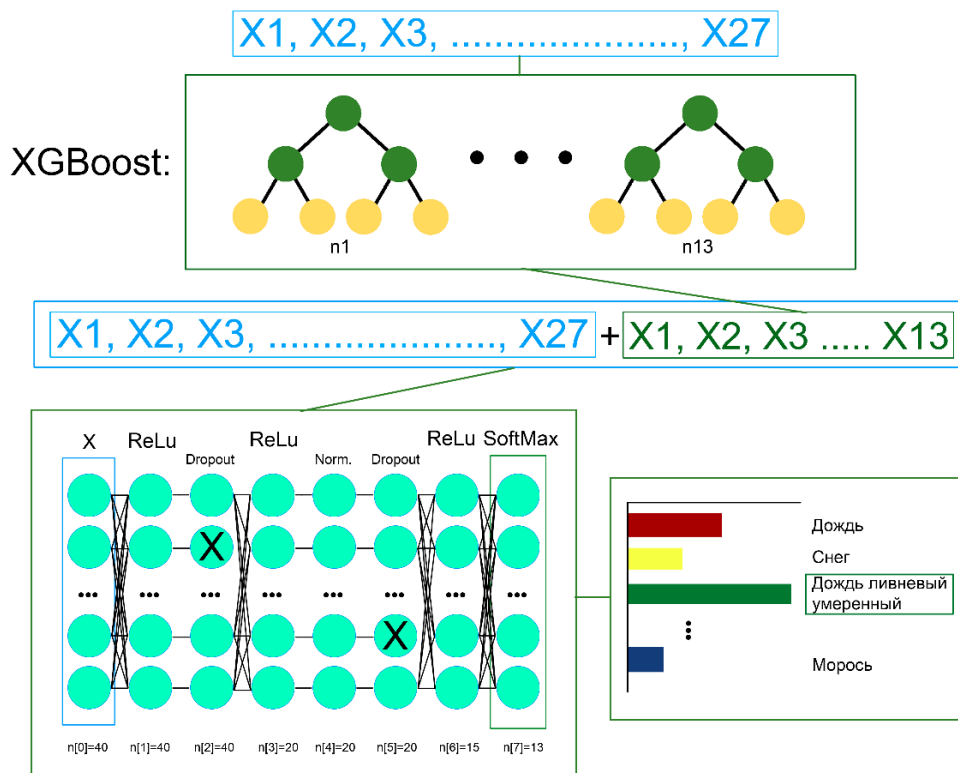 X1, X2, X3, ......................., X27
XGBoost:
n1
n13
X1, X2, X3, ....................., X27 + X1, X2, X3 ..... X13
X ReLu ReLu ReLu SoftMax
Dropout Norm. Dropout
X
X
n[0]=40 n[1]=40 n[2]=40 n[3]=20 n[4]=20 n[5]=20 n[6]=15 n[7]=13
Дождь
Снег
Дождь ливневый
умеренный
Морось